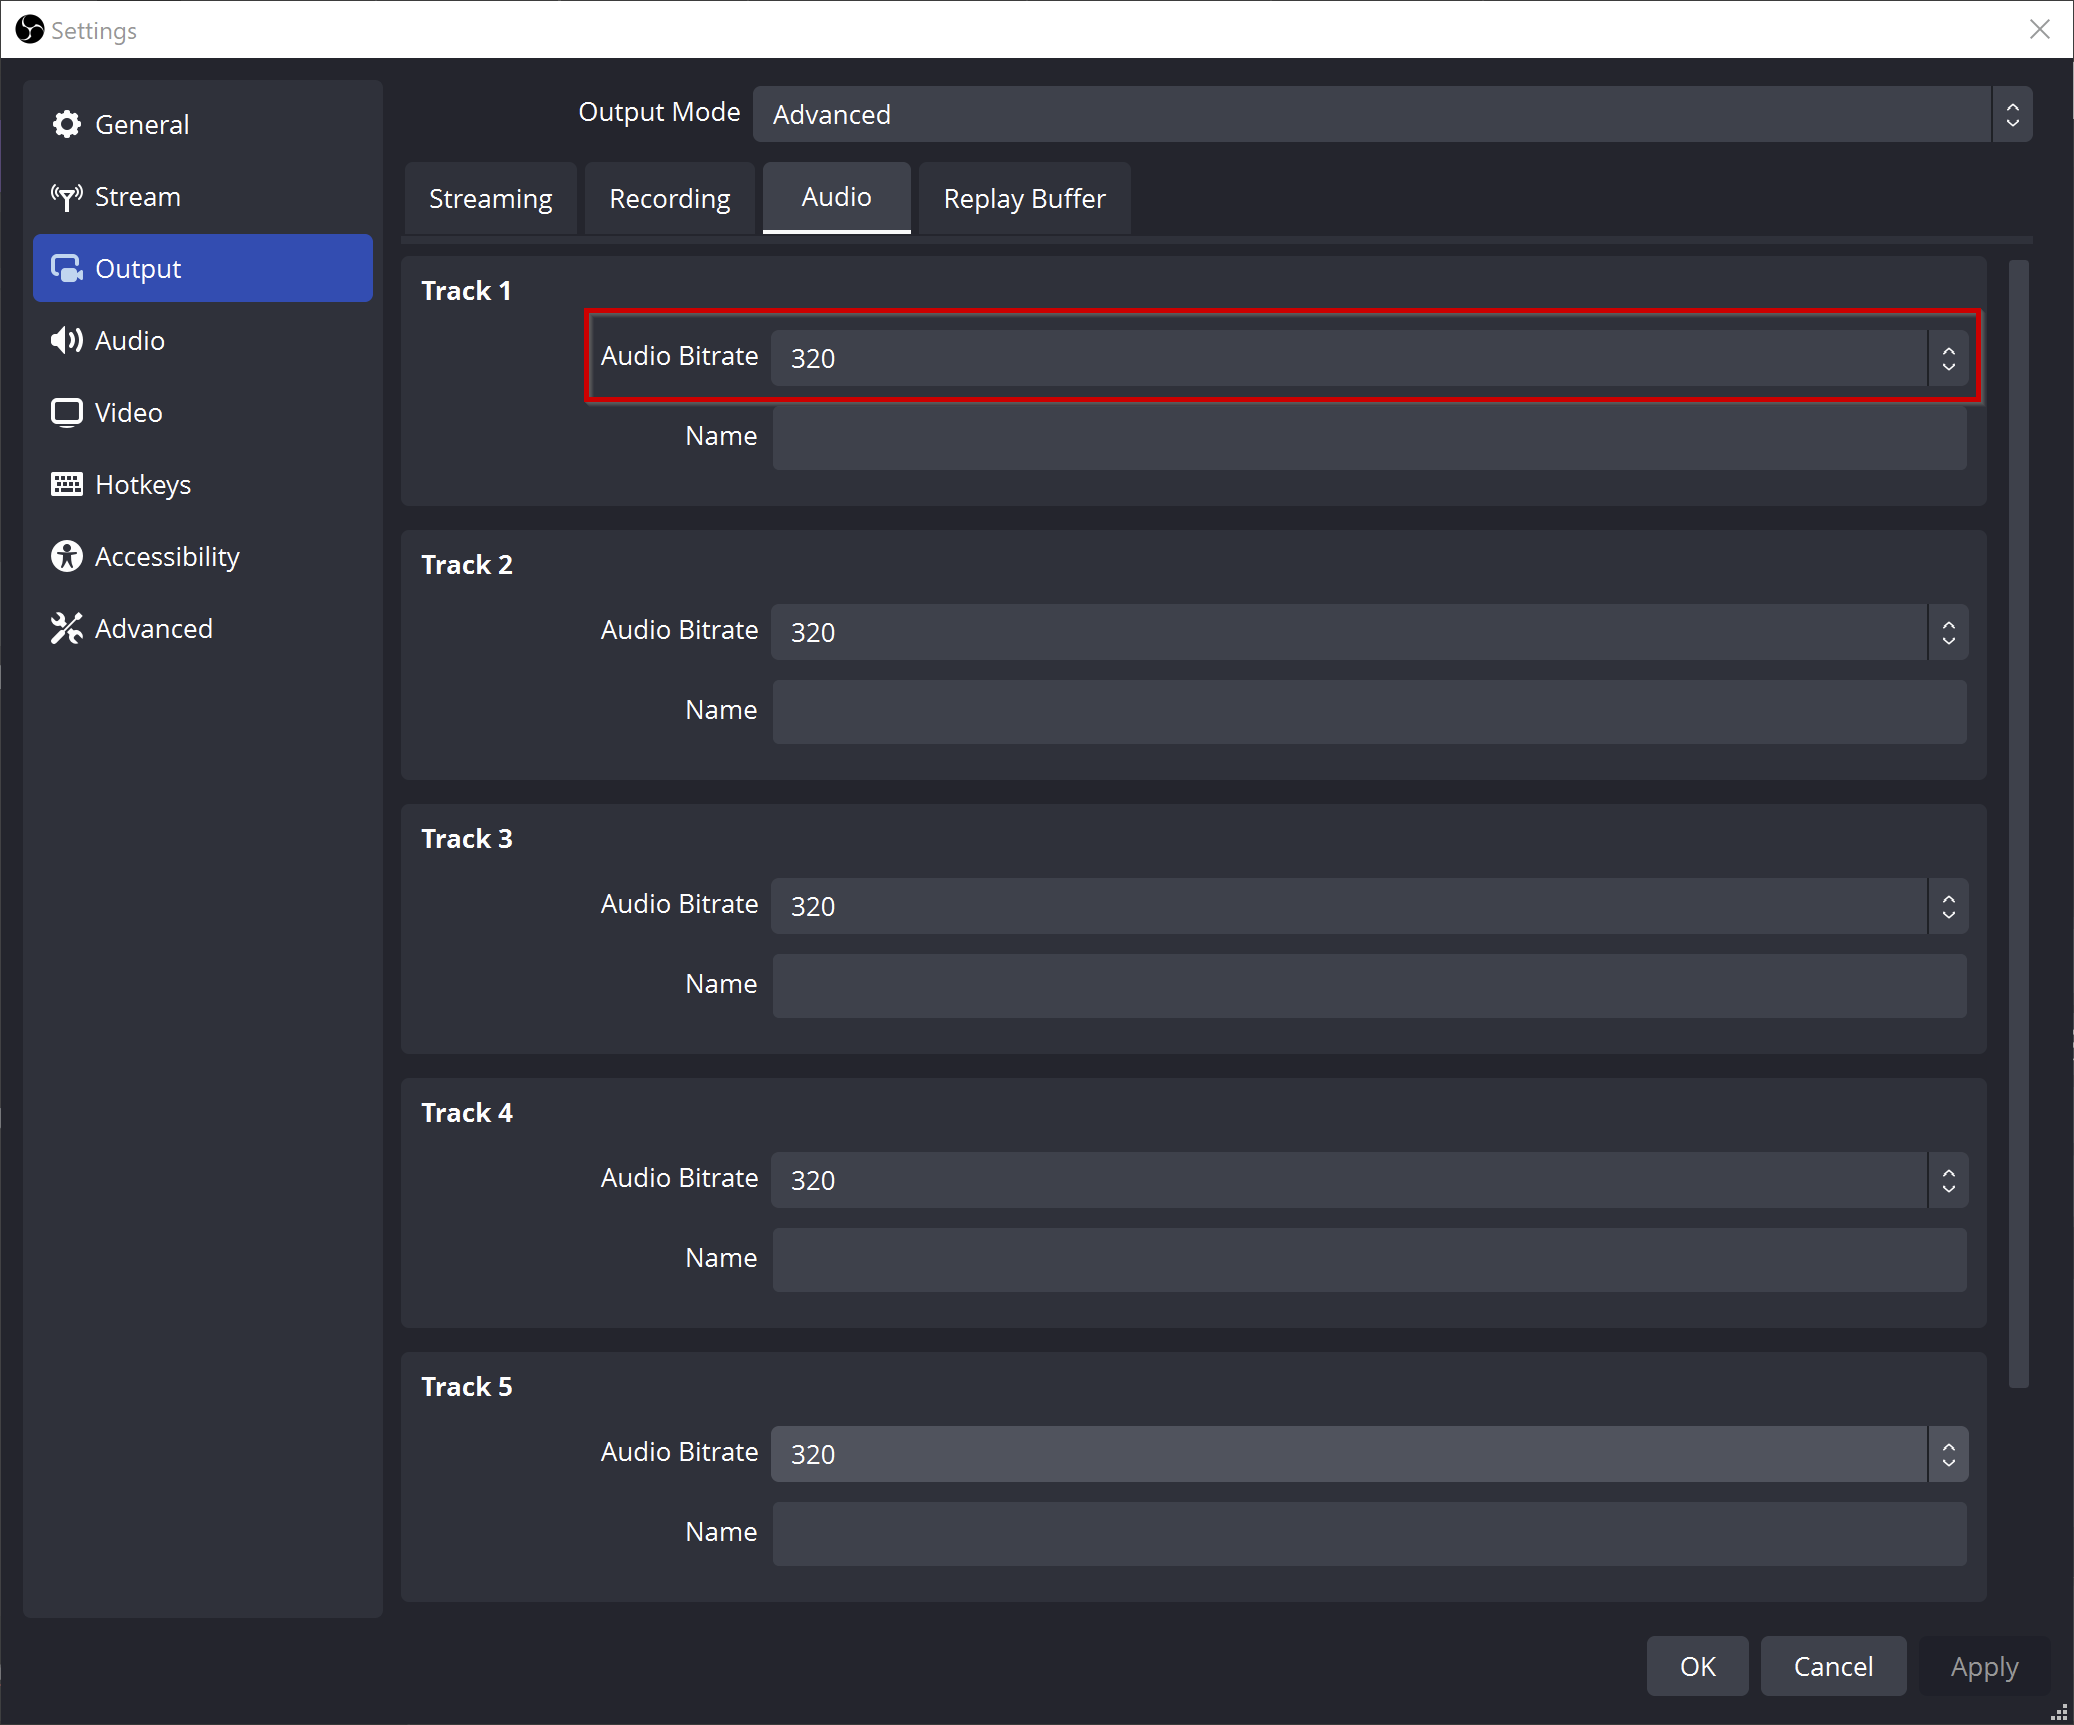 Settings
General
Stream
Output
Audio
Video
Hotkeys
Accessibility
Advanced
Output Mode Advanced
Streaming Recording Audio Replay Buffer
Track 1
Audio Bitrate 320
Name
Track 2
Audio Bitrate 320
Name
Track 3
Audio Bitrate 320
Name
Track 4
Audio Bitrate 320
Name
Track 5
Audio Bitrate 320
Name
OK Cancel Apply